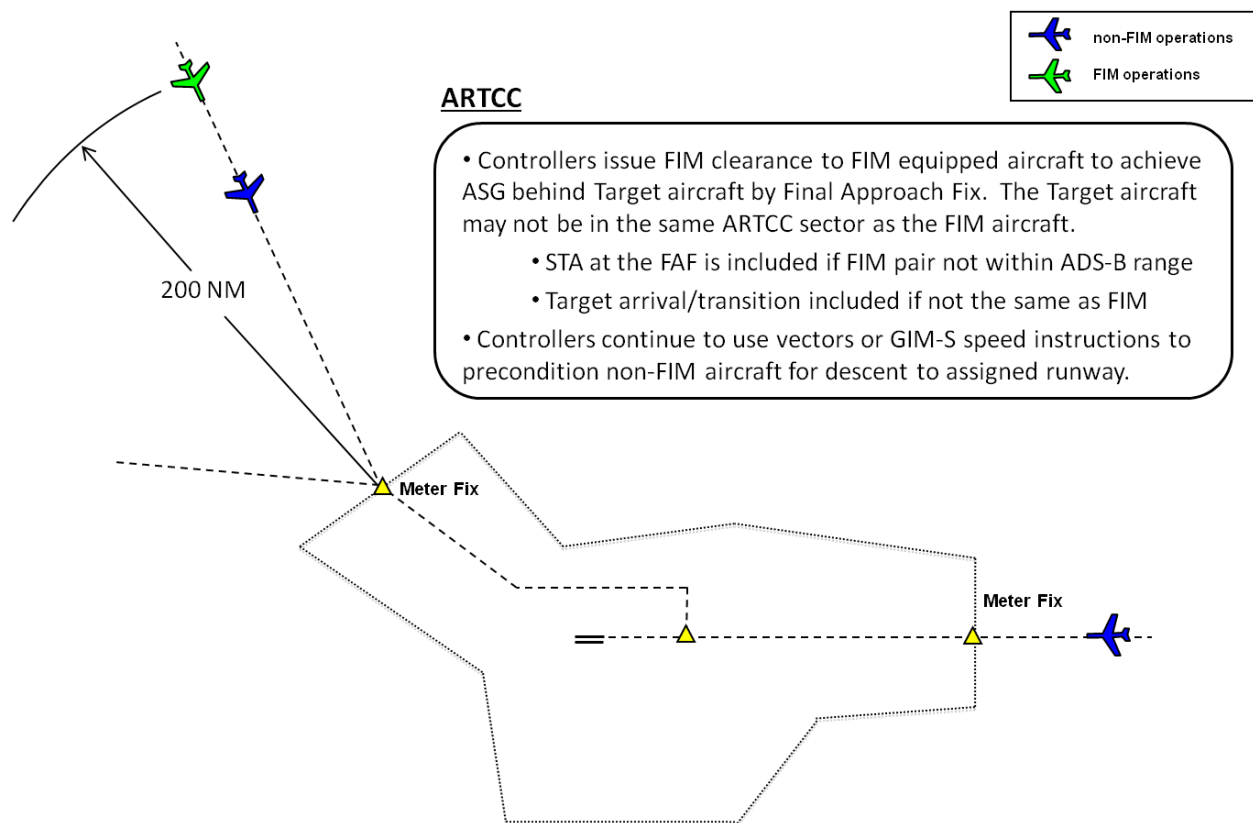 non-FIM operations
FIM operations
ARTCC
• Controllers issue FIM clearance to FIM equipped aircraft to achieve
ASG behind Target aircraft by Final Approach Fix.  The Target aircraft
may not be in the same ARTCC sector as the FIM aircraft.
• STA at the FAF is included if FIM pair not within ADS-B range
• Target arrival/transition included if not the same as FIM
• Controllers continue to use vectors or GIM-S speed instructions to
precondition non-FIM aircraft for descent to assigned runway.
200 NM
Meter Fix
Meter Fix